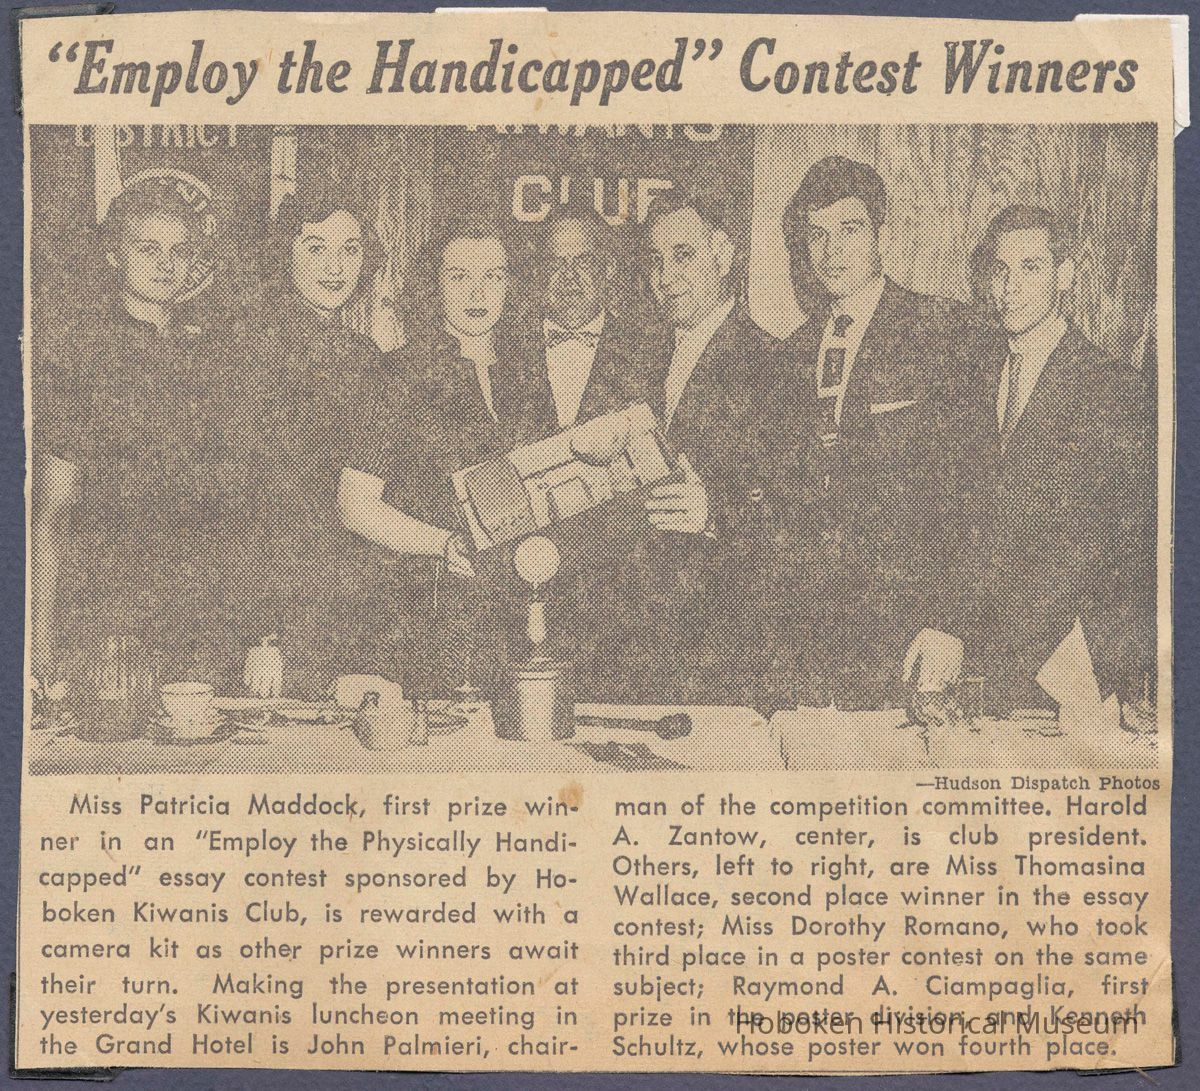 "Employ the Handicapped" Contest Winners
DISTRICT
KIWANIS
CLUB
—Hudson Dispatch Photos
Miss Patricia Maddock, first prize win-
ner in an "Employ the Physically Handi-
capped" essay contest sponsored by Ho-
boken Kiwanis Club, is rewarded with a
camera kit as other prize winners await
their turn. Making the presentation at
yesterday's Kiwanis luncheon meeting in
the Grand Hotel is John Palmieri, chair-
man of the competition committee. Harold
A. Zantow, center, is club president.
Others, left to right, are Miss Thomasina
Wallace, second place winner in the essay
contest; Miss Dorothy Romano, who took
third place in a poster contest on the same
subject; Raymond A. Ciampaglia, first
prize in the poster division, and Kenneth
Schultz, whose poster won fourth place.
Hoboken Historical Museum